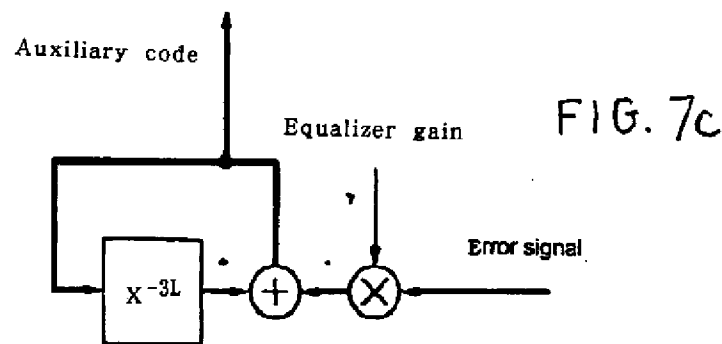 Auxiliary code
Equalizer gain
FIG. 7c
Error signal
X^-3L
+
X